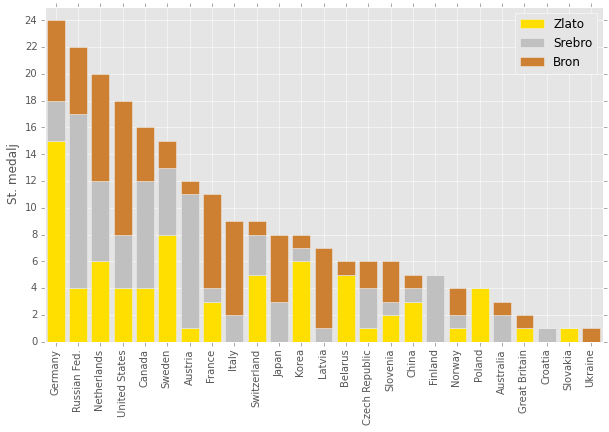 24
22
20
18
16
14
12
10
8
6
4
2
0
St. medalj
Zlato
Srebro
Bron
Germany
Russian Fed.
Netherlands
United States
Canada
Sweden
Austria
France
Italy
Switzerland
Japan
Korea
Latvia
Belarus
Czech Republic
Slovenia
China
Finland
Norway
Poland
Australia
Great Britain
Croatia
Slovakia
Ukraine